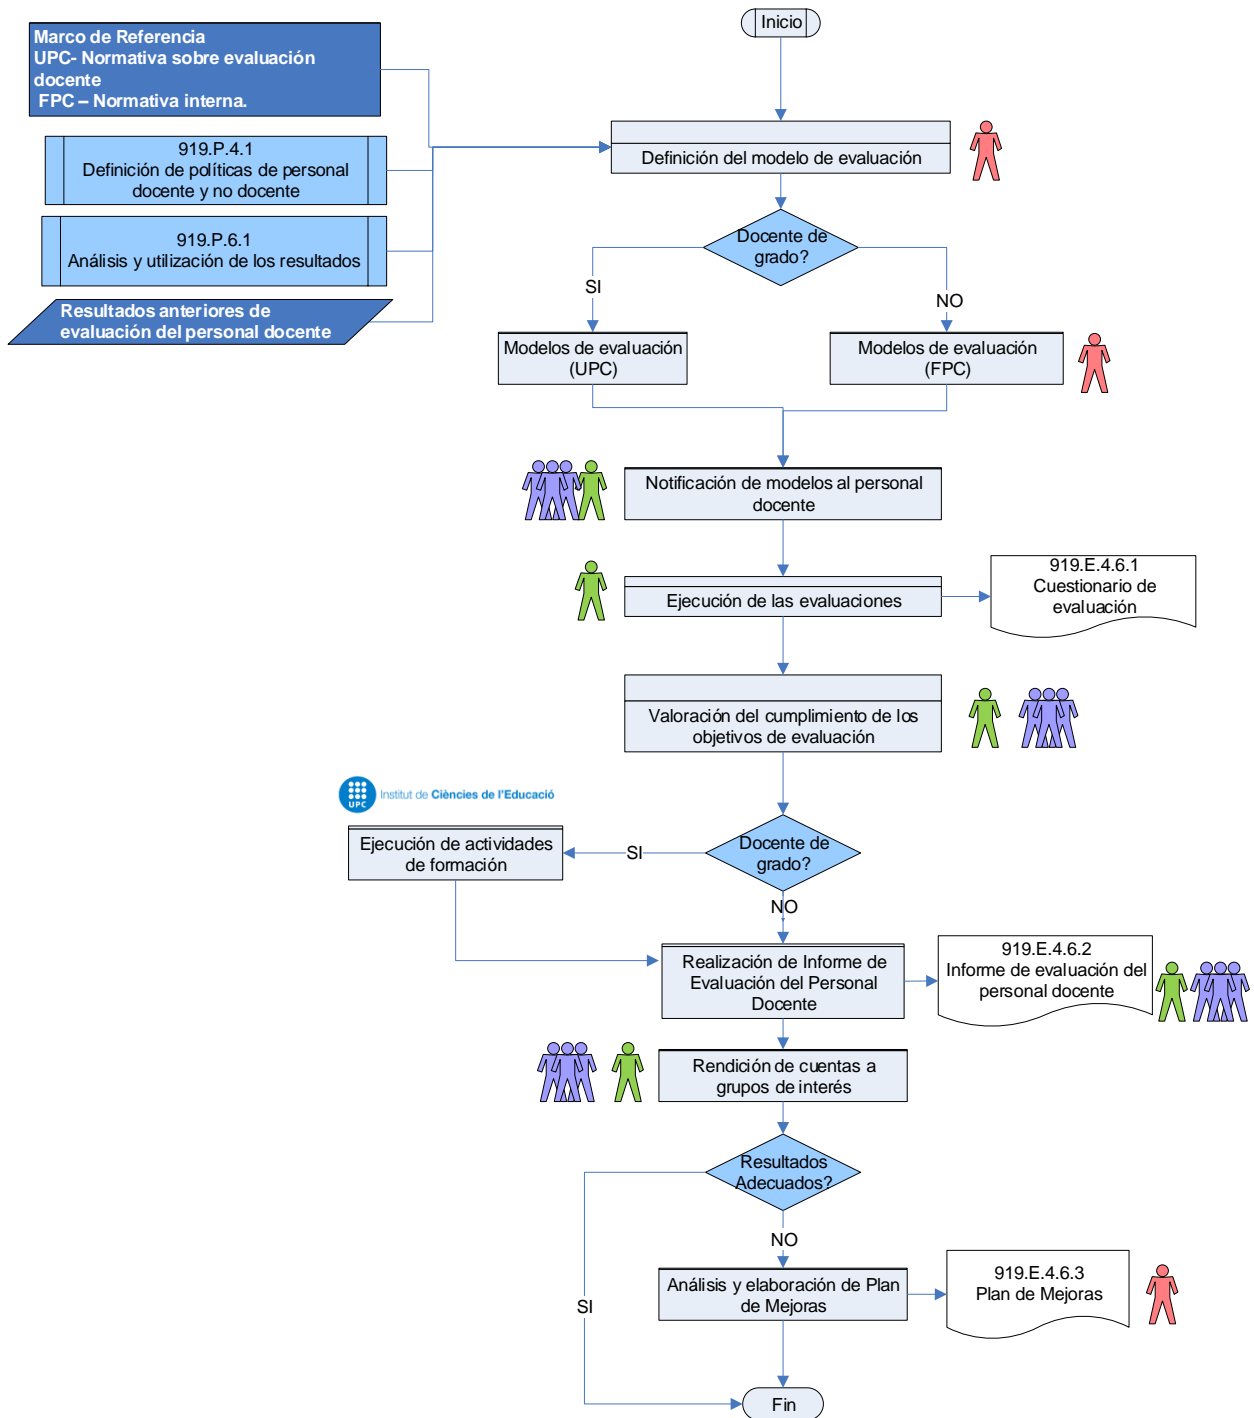 Inicio
Marco de Referencia
UPC- Normativa sobre evaluación
docente
FPC – Normativa interna.
919.P.4.1
Definición de políticas de personal
docente y no docente
919.P.6.1
Análisis y utilización de los resultados
Resultados anteriores de
evaluación del personal docente
Definición del modelo de evaluación
Docente de
grado?
SI
NO
Modelos de evaluación
(UPC)
Modelos de evaluación
(FPC)
Notificación de modelos al personal
docente
Ejecución de las evaluaciones
919.E.4.6.1
Cuestionario de
evaluación
Valoración del cumplimiento de los
objetivos de evaluación
UPC
Institut de Ciències de l'Educació
Ejecución de actividades
de formación
SI
Docente de
grado?
NO
Realización de Informe de
Evaluación del Personal
Docente
919.E.4.6.2
Informe de evaluación del
personal docente
Rendición de cuentas a
grupos de interés
Resultados
Adecuados?
NO
SI
Análisis y elaboración de Plan
de Mejoras
919.E.4.6.3
Plan de Mejoras
Fin